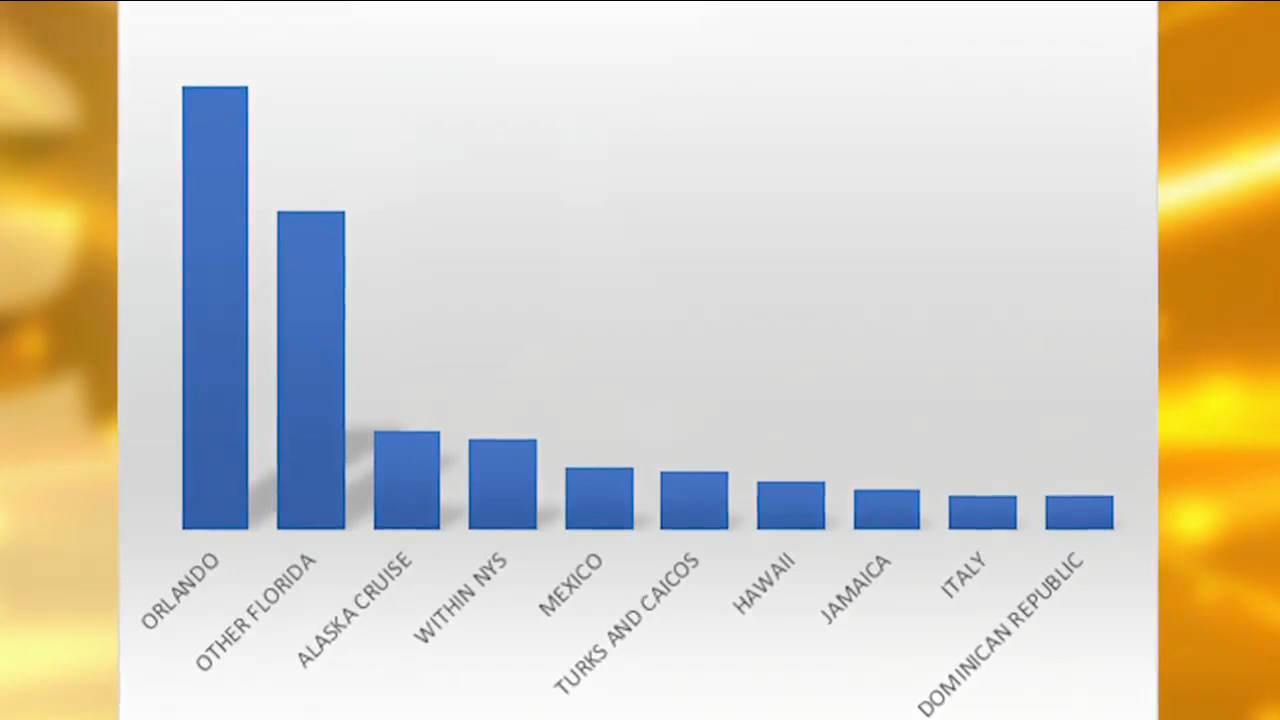 ORLANDO
OTHER FLORIDA
ALASKA CRUISE
WITHIN NYS
MEXICO
TURKS AND CAICOS
HAWAII
JAMAICA
ITALY
DOMINICAN REPUBLIC